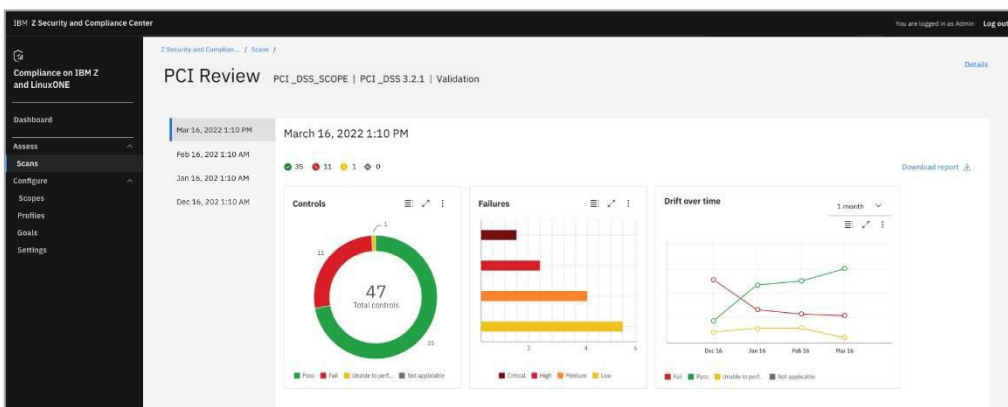 IBM Z Security and Compliance Center
You are logged in as Admin Log out
Compliance on IBM Z
and LinuxONE
Dashboard
Assess
Scans
Configure
Scopes
Profiles
Goals
Settings
Z Security and Complian... / Scans /
PCI Review PCI_DSS_SCOPE | PCI_DSS 3.2.1 | Validation
Details
Mar 16, 2022 1:10 PM
Feb 16, 202 1:10 AM
Jan 16, 202 1:10 AM
Dec 16, 202 1:10 AM
March 16, 2022 1:10 PM
35 11 1 0
Download report
Controls
1
11
47
Total controls
35
Pass Fail Unable to perf... Not applicable
Failures
2 4 6
Critical High Medium Low
Drift over time
1 month
Dec 16 Jan 16 Feb 16 Mar 16
Fail Pass Unable to perf... Not applicable